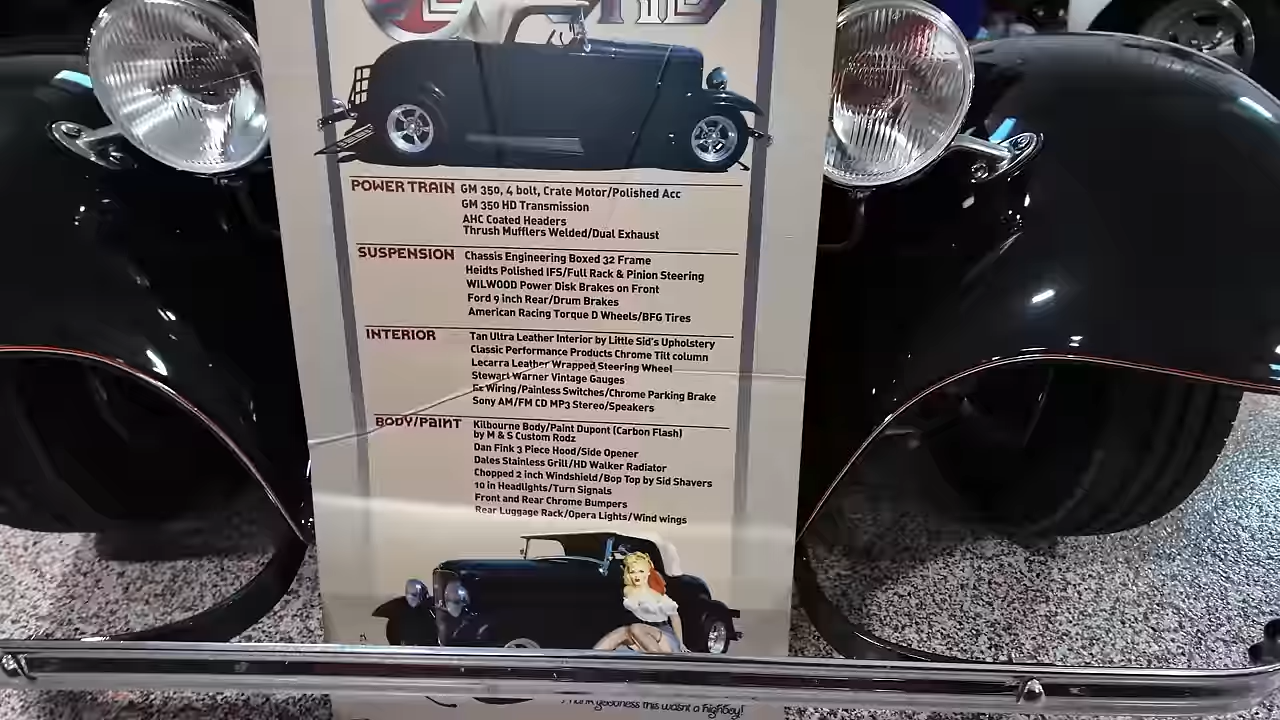 POWER TRAIN GM 350, 4 bolt, Crate Motor/Polished Acc
GM 350 HD Transmission
AHC Coated Headers
Thrush Mufflers Welded/Dual Exhaust
SUSPENSION Chassis Engineering Boxed 32 Frame
Heidts Polished IFS/Full Rack & Pinion Steering
WILWOOD Power Disk Brakes on Front
Ford 9 inch Rear/Drum Brakes
American Racing Torque D Wheels/BFG Tires
INTERIOR Tan Ultra Leather Interior by Little Sid's Upholstery
Classic Performance Products Chrome Tilt column
Lecarra Leather Wrapped Steering Wheel
Stewart Warner Vintage Gauges
Ex Wiring/Painless Switches/Chrome Parking Brake
Sony AM/FM CD MP3 Stereo/Speakers
BODY/PAINT Kilbourne Body/Paint Dupont (Carbon Flash)
by M & S Custom Rodz
Dan Fink 3 Piece Hood/Side Opener
Dales Stainless Grill/HD Walker Radiator
Chopped 2 inch Windshield/Bop Top by Sid Shavers
10 in Headlights/Turn Signals
Front and Rear Chrome Bumpers
Rear Luggage Rack/Opera Lights/Wind wings
Thank goodness this wasn't a highboy!